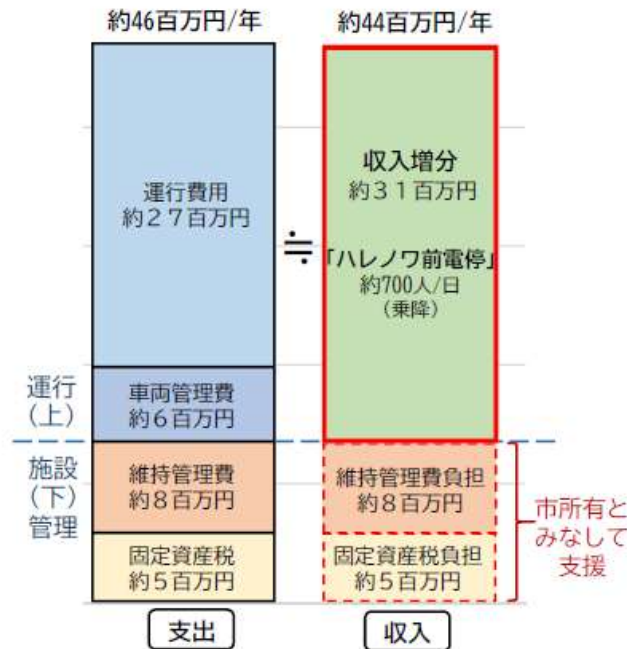 約46百万円/年
約44百万円/年
運行費用
約２７百万円
≒
収入増分
約３１百万円
「ハレノワ前電停」
約700人/日
（乗降）
運行
（上）
車両管理費
約６百万円
施設
（下）
管理
維持管理費
約８百万円
維持管理費負担
約８百万円
固定資産税
約５百万円
固定資産税負担
約５百万円
市所有と
みなして
支援
支出
収入